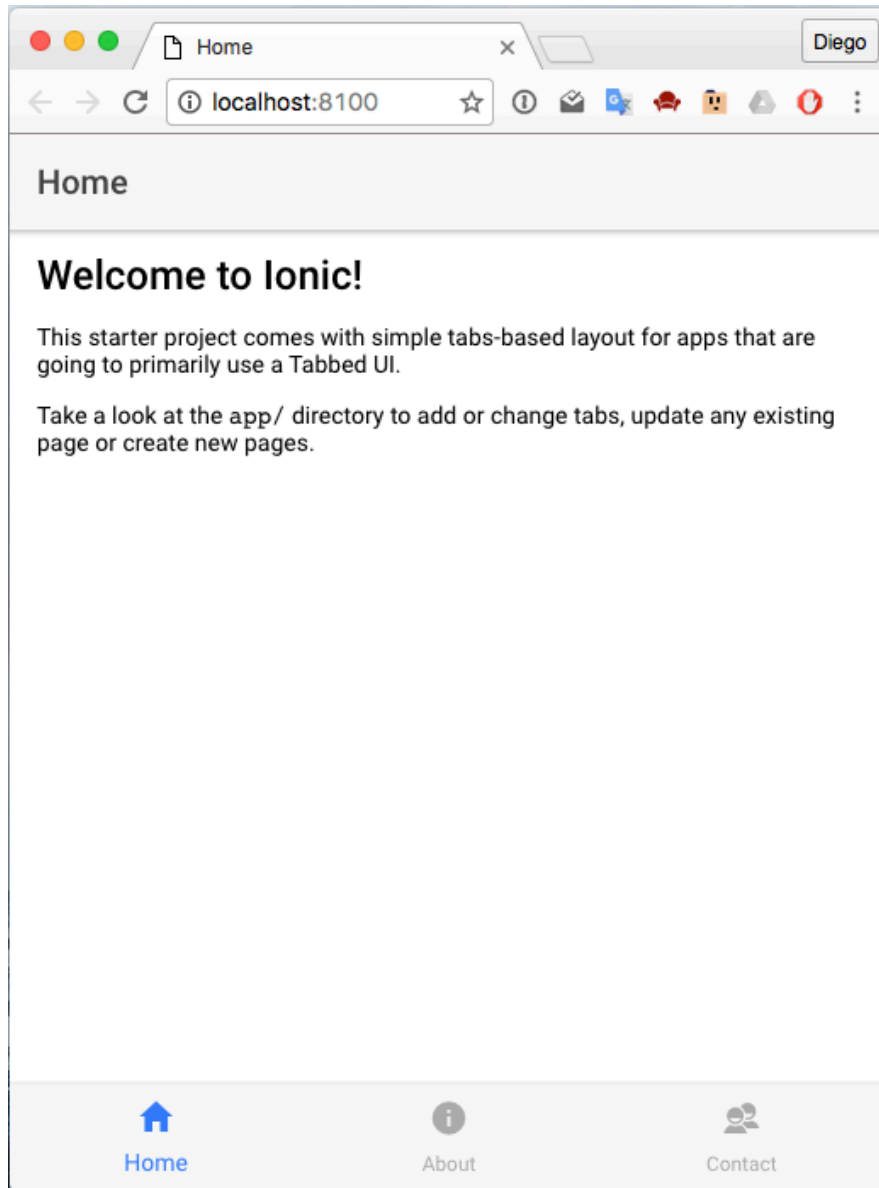 Home
Diego
localhost:8100
Home
Welcome to Ionic!
This starter project comes with simple tabs-based layout for apps that are
going to primarily use a Tabbed UI.
Take a look at the app/ directory to add or change tabs, update any existing
page or create new pages.
Home
About
Contact